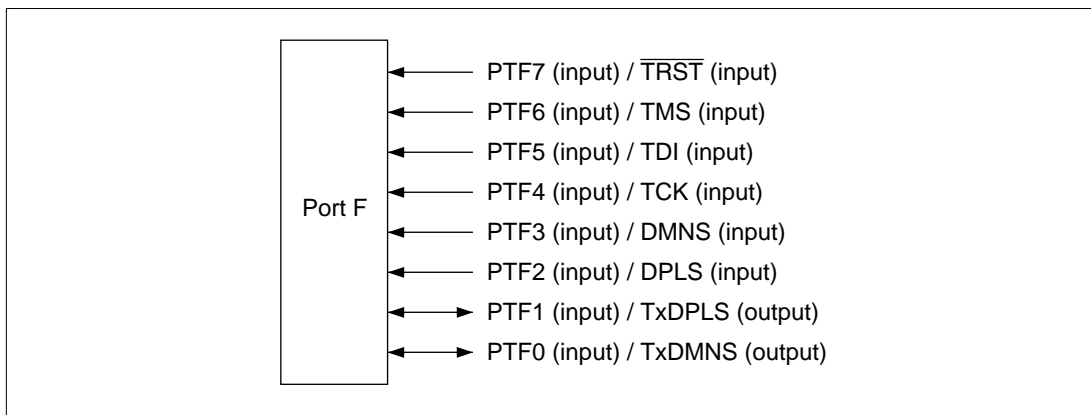 Port F
PTF7 (input) / T̅R̅S̅T̅ (input)
PTF6 (input) / TMS (input)
PTF5 (input) / TDI (input)
PTF4 (input) / TCK (input)
PTF3 (input) / DMNS (input)
PTF2 (input) / DPLS (input)
PTF1 (input) / TxDPLS (output)
PTF0 (input) / TxDMNS (output)